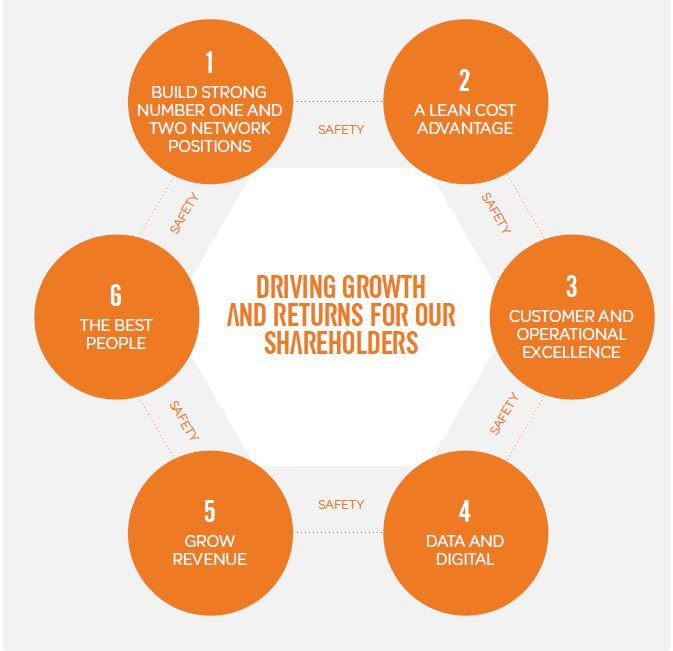 1
BUILD STRONG
NUMBER ONE AND
TWO NETWORK
POSITIONS
SAFETY
2
A LEAN COST
ADVANTAGE
SAFETY
3
CUSTOMER AND
OPERATIONAL
EXCELLENCE
SAFETY
4
DATA AND
DIGITAL
SAFETY
5
GROW
REVENUE
SAFETY
6
THE BEST
PEOPLE
SAFETY
DRIVING GROWTH
AND RETURNS FOR OUR
SHAREHOLDERS